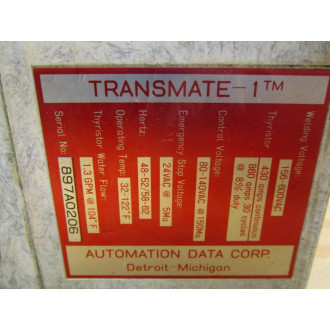 TRANSMATE-1™
Welding Voltage: 156-600VAC
Thyristor: 430 amps continuous
880 amps 30 cycles
@ 8% duty
Control Voltage: 80-140VAC @150Ma
Emergency Stop Voltage: 24VAC @ 5Ma
Hertz: 48-52/58-62
Operating Temp: 32-122°F
Thyristor Water Flow: 1.3 GPM @ 104°F
Serial No: 897A0206
AUTOMATION DATA CORP.
Detroit-Michigan